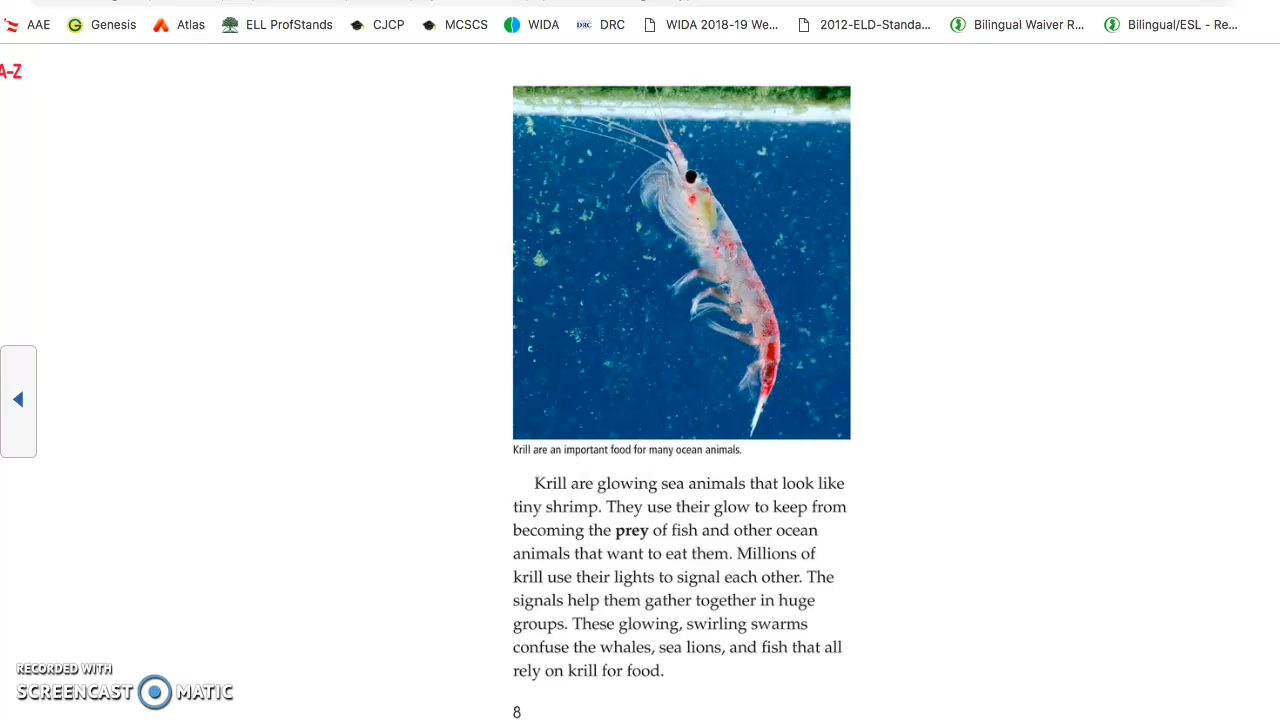 AAE Genesis Atlas ELL ProfStands CJCP MCSCS WIDA DRC DRC WIDA 2018-19 We... 2012-ELD-Standa... Bilingual Waiver R... Bilingual/ESL - Re...
A-Z
Krill are an important food for many ocean animals.
Krill are glowing sea animals that look like
tiny shrimp. They use their glow to keep from
becoming the prey of fish and other ocean
animals that want to eat them. Millions of
krill use their lights to signal each other. The
signals help them gather together in huge
groups. These glowing, swirling swarms
confuse the whales, sea lions, and fish that all
rely on krill for food.
8
RECORDED WITH
SCREENCAST MATIC